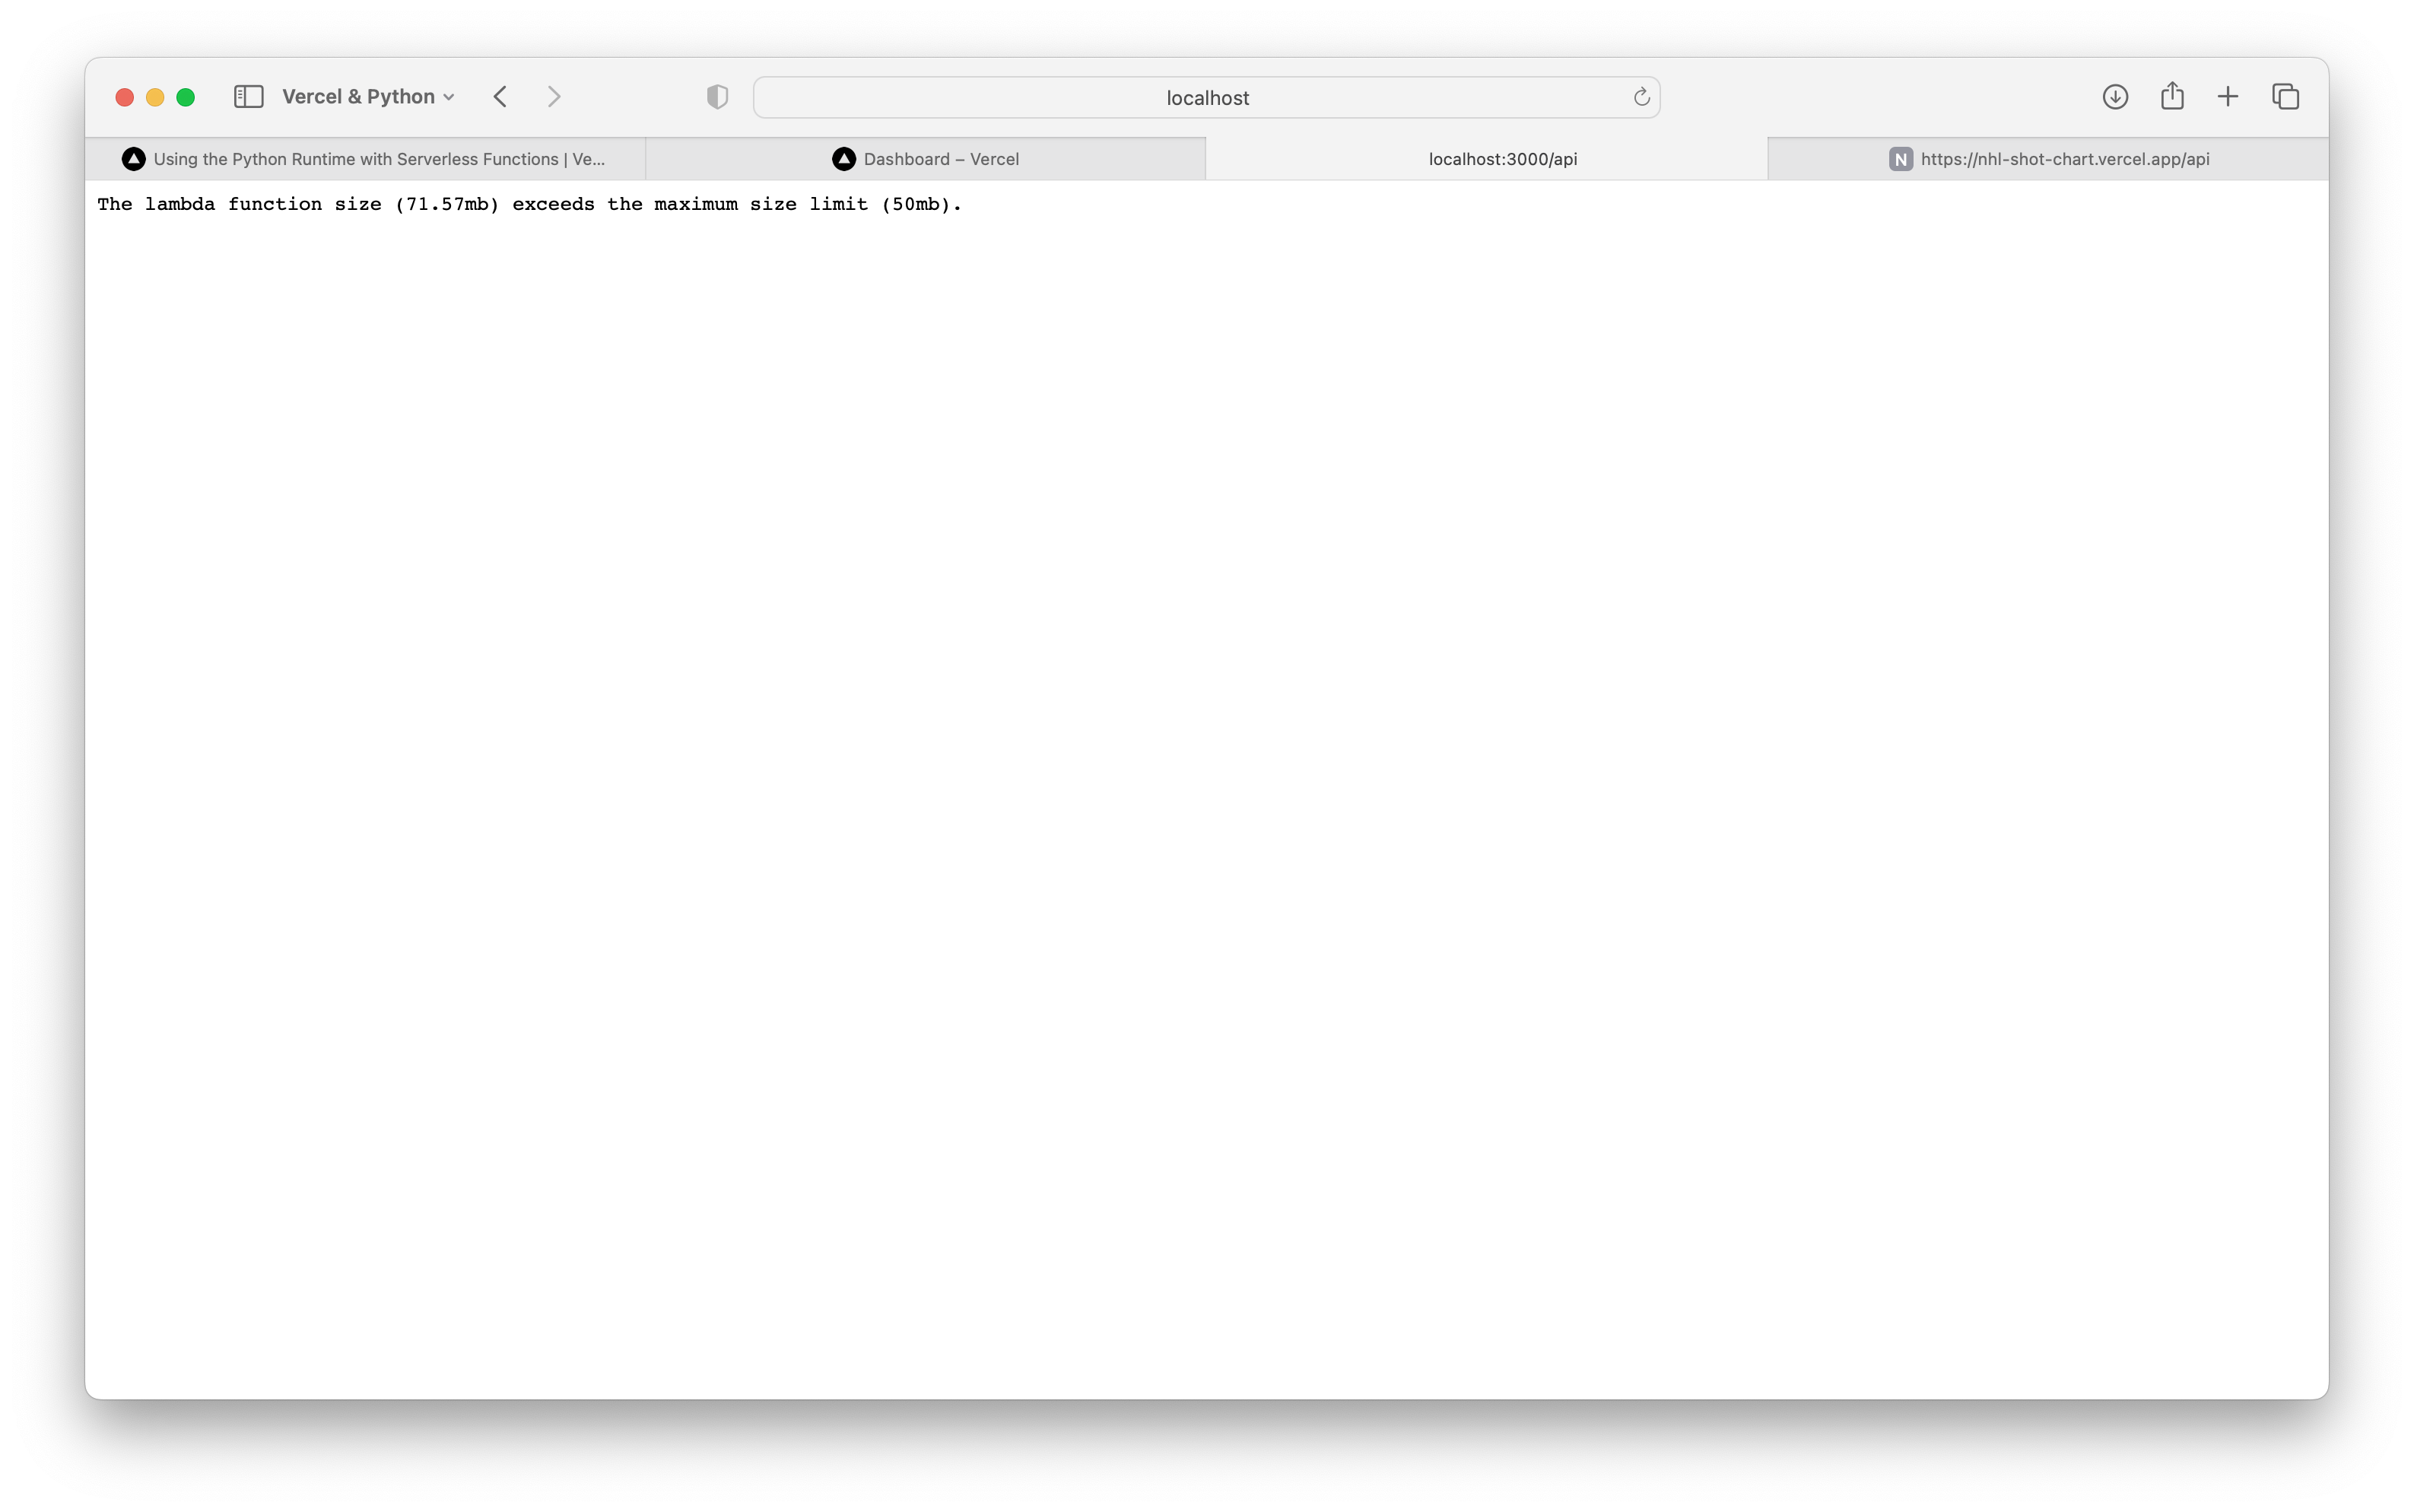 Vercel & Python
localhost
Using the Python Runtime with Serverless Functions | Ve...
Dashboard – Vercel
localhost:3000/api
N
https://nhl-shot-chart.vercel.app/api
The lambda function size (71.57mb) exceeds the maximum size limit (50mb).